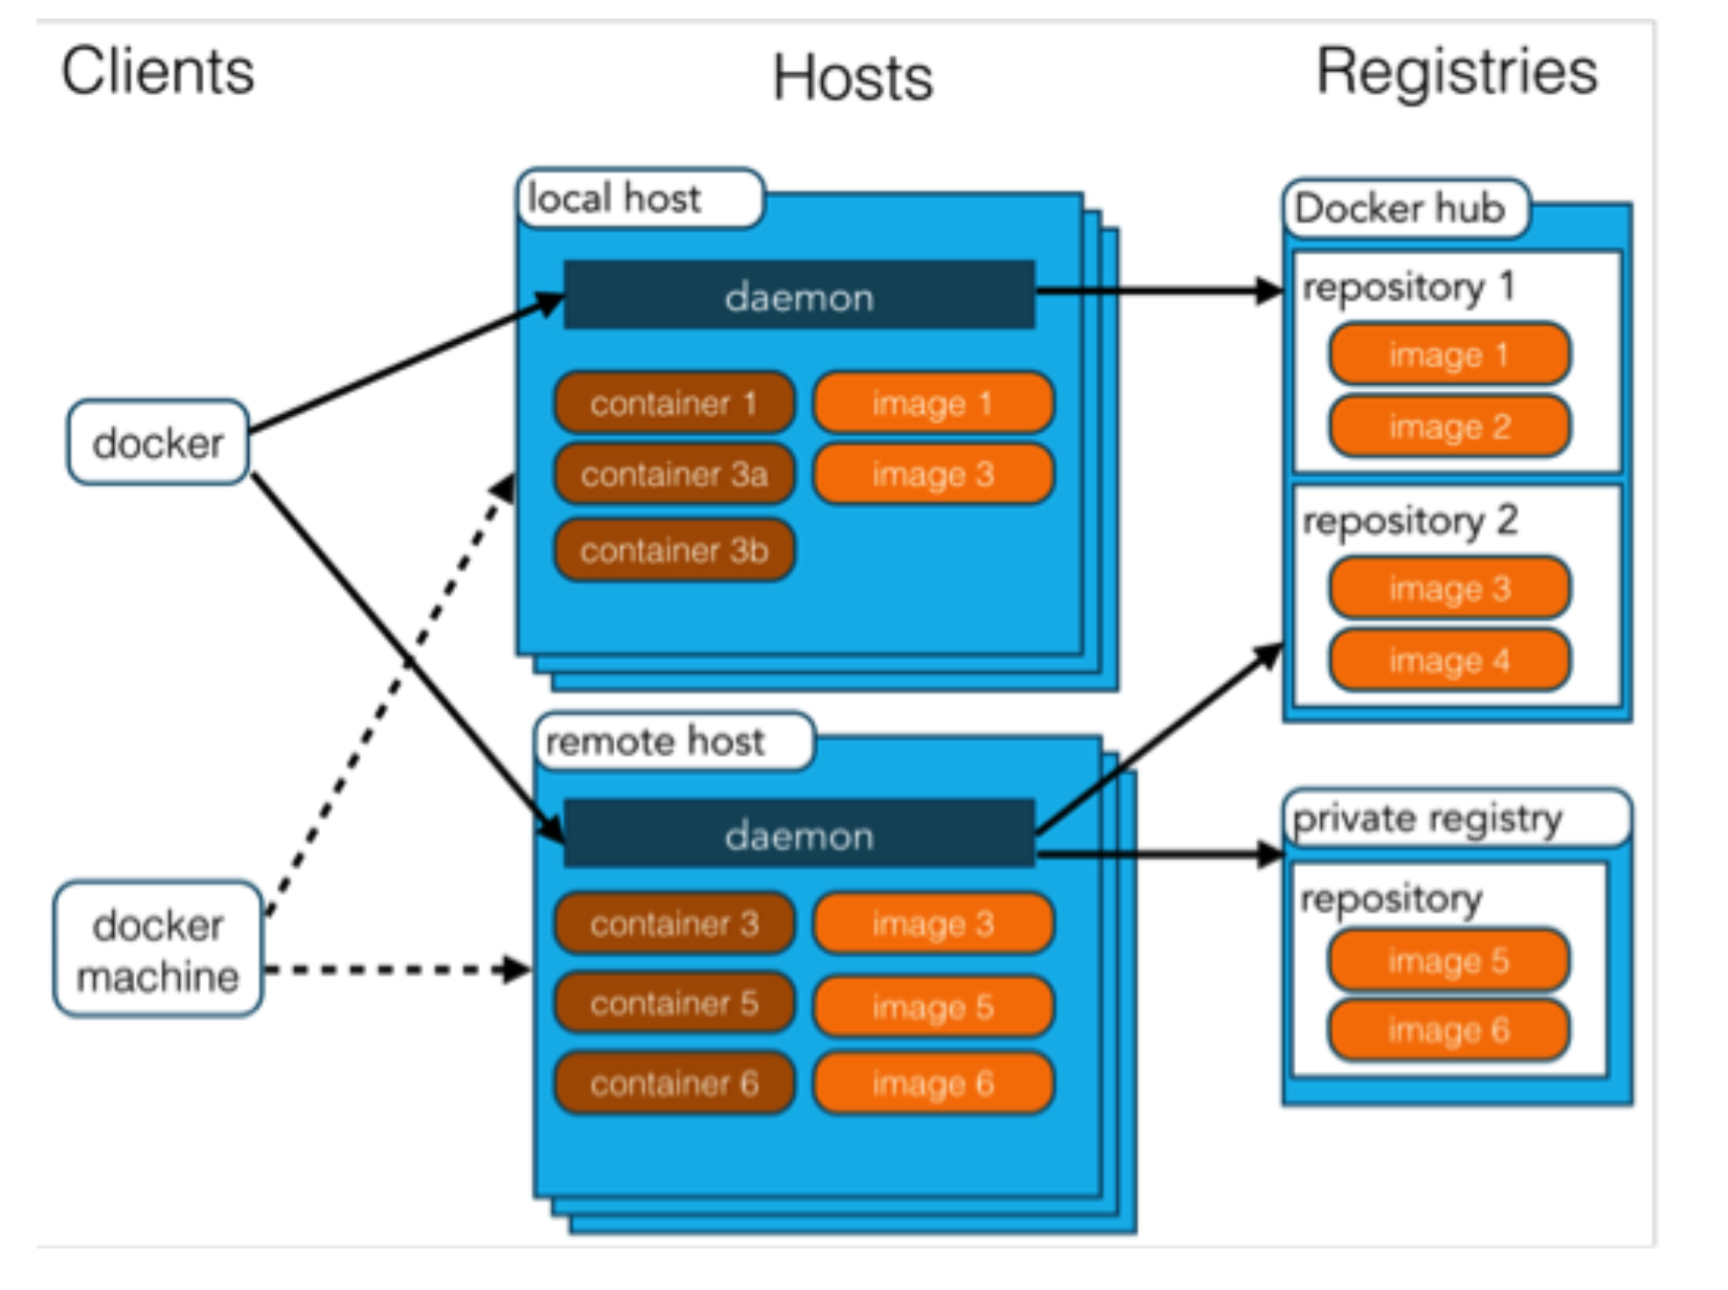 Clients
Hosts
Registries
docker
docker
machine
local host
daemon
container 1
image 1
container 3a
image 3
container 3b
remote host
daemon
container 3
image 3
container 5
image 5
container 6
image 6
Docker hub
repository 1
image 1
image 2
repository 2
image 3
image 4
private registry
repository
image 5
image 6